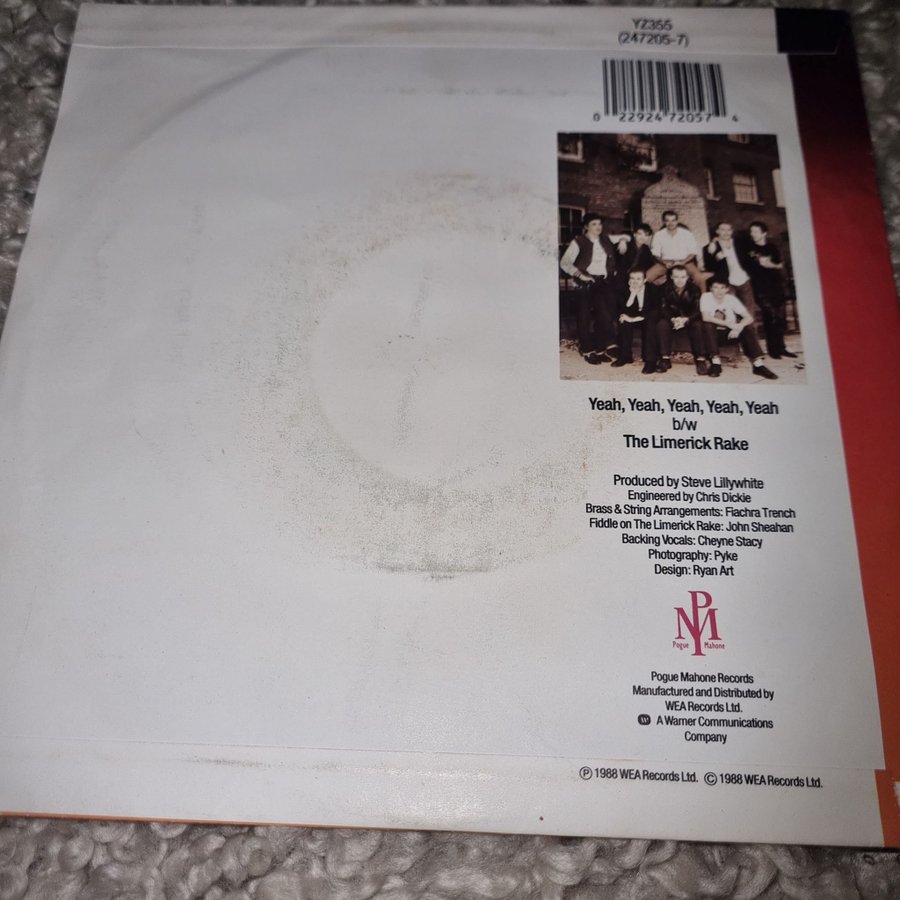 YZ355
(247205-7)
0 22924 72057 4
Yeah, Yeah, Yeah, Yeah, Yeah
b/w
The Limerick Rake
Produced by Steve Lillywhite
Engineered by Chris Dickie
Brass & String Arrangements: Fiachra Trench
Fiddle on The Limerick Rake: John Sheahan
Backing Vocals: Cheyne Stacy
Photography: Pyke
Design: Ryan Art
PM
Pogue Mahone
Pogue Mahone Records
Manufactured and Distributed by
WEA Records Ltd.
A Warner Communications
Company
℗ 1988 WEA Records Ltd. © 1988 WEA Records Ltd.